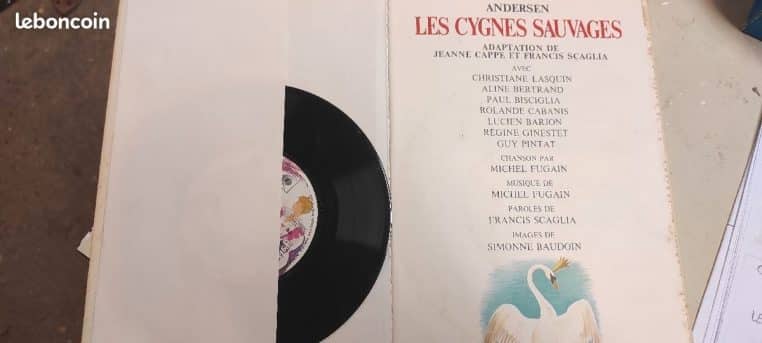 leboncoin
ANDERSEN
LES CYGNES SAUVAGES
ADAPTATION DE
JEANNE CAPPE ET FRANCIS SCAGLIA
AVEC
CHRISTIANE LASQUIN
ALINE BERTRAND
PAUL BISCIGLIA
ROLANDE CABANIS
LUCIEN BARJON
RÉGINE GINESTET
GUY PINTAT
CHANSON PAR
MICHEL FUGAIN
MUSIQUE DE
MICHEL FUGAIN
PAROLES DE
FRANCIS SCAGLIA
IMAGES DE
SIMONNE BAUDOIN